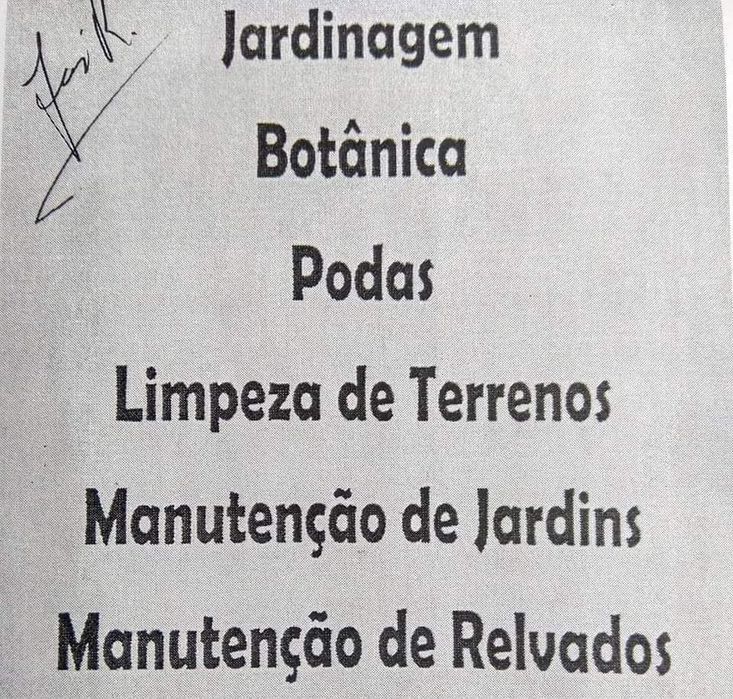 Jardinagem
Botânica
Podas
Limpeza de Terrenos
Manutenção de Jardins
Manutenção de Relvados